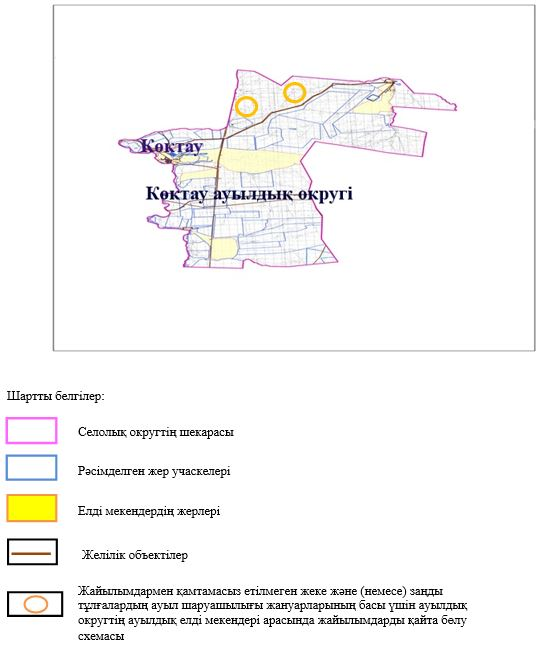 Көктау
Көктау ауылдық округі
Шартты белгілер:
Селолық округтің шекарасы
Рәсімделген жер учаскелері
Елді мекендердің жерлері
Желілік объектілер
Жайылымдармен қамтамасыз етілмеген жеке және (немесе) заңды
тұлғалардың ауыл шаруашылығы жануарларының басы үшін ауылдық
округтің ауылдық елді мекендері арасында жайылымдарды қайта бөлу
схемасы